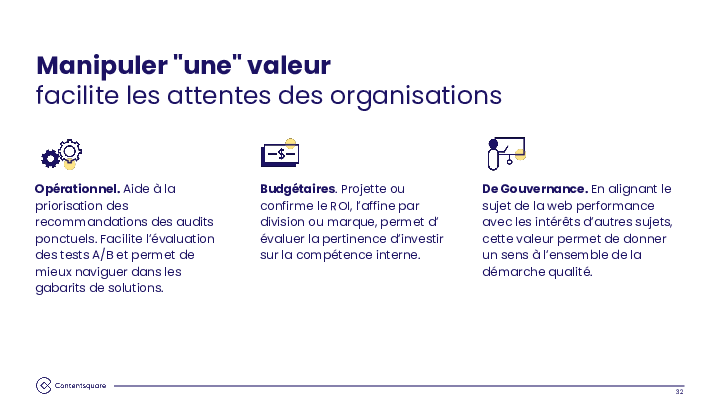 Manipuler "une" valeur
facilite les attentes des organisations
Opérationnel. Aide à la
priorisation des
recommandations des audits
ponctuels. Facilite l’évaluation
des tests A/B et permet de
mieux naviguer dans les
gabarits de solutions.
$
Budgétaires. Projette ou
confirme le ROI, l’affine par
division ou marque, permet d’
évaluer la pertinence d’investir
sur la compétence interne.
De Gouvernance. En alignant le
sujet de la web performance
avec les intérêts d’autres sujets,
cette valeur permet de donner
un sens à l’ensemble de la
démarche qualité.
Contentsquare
32